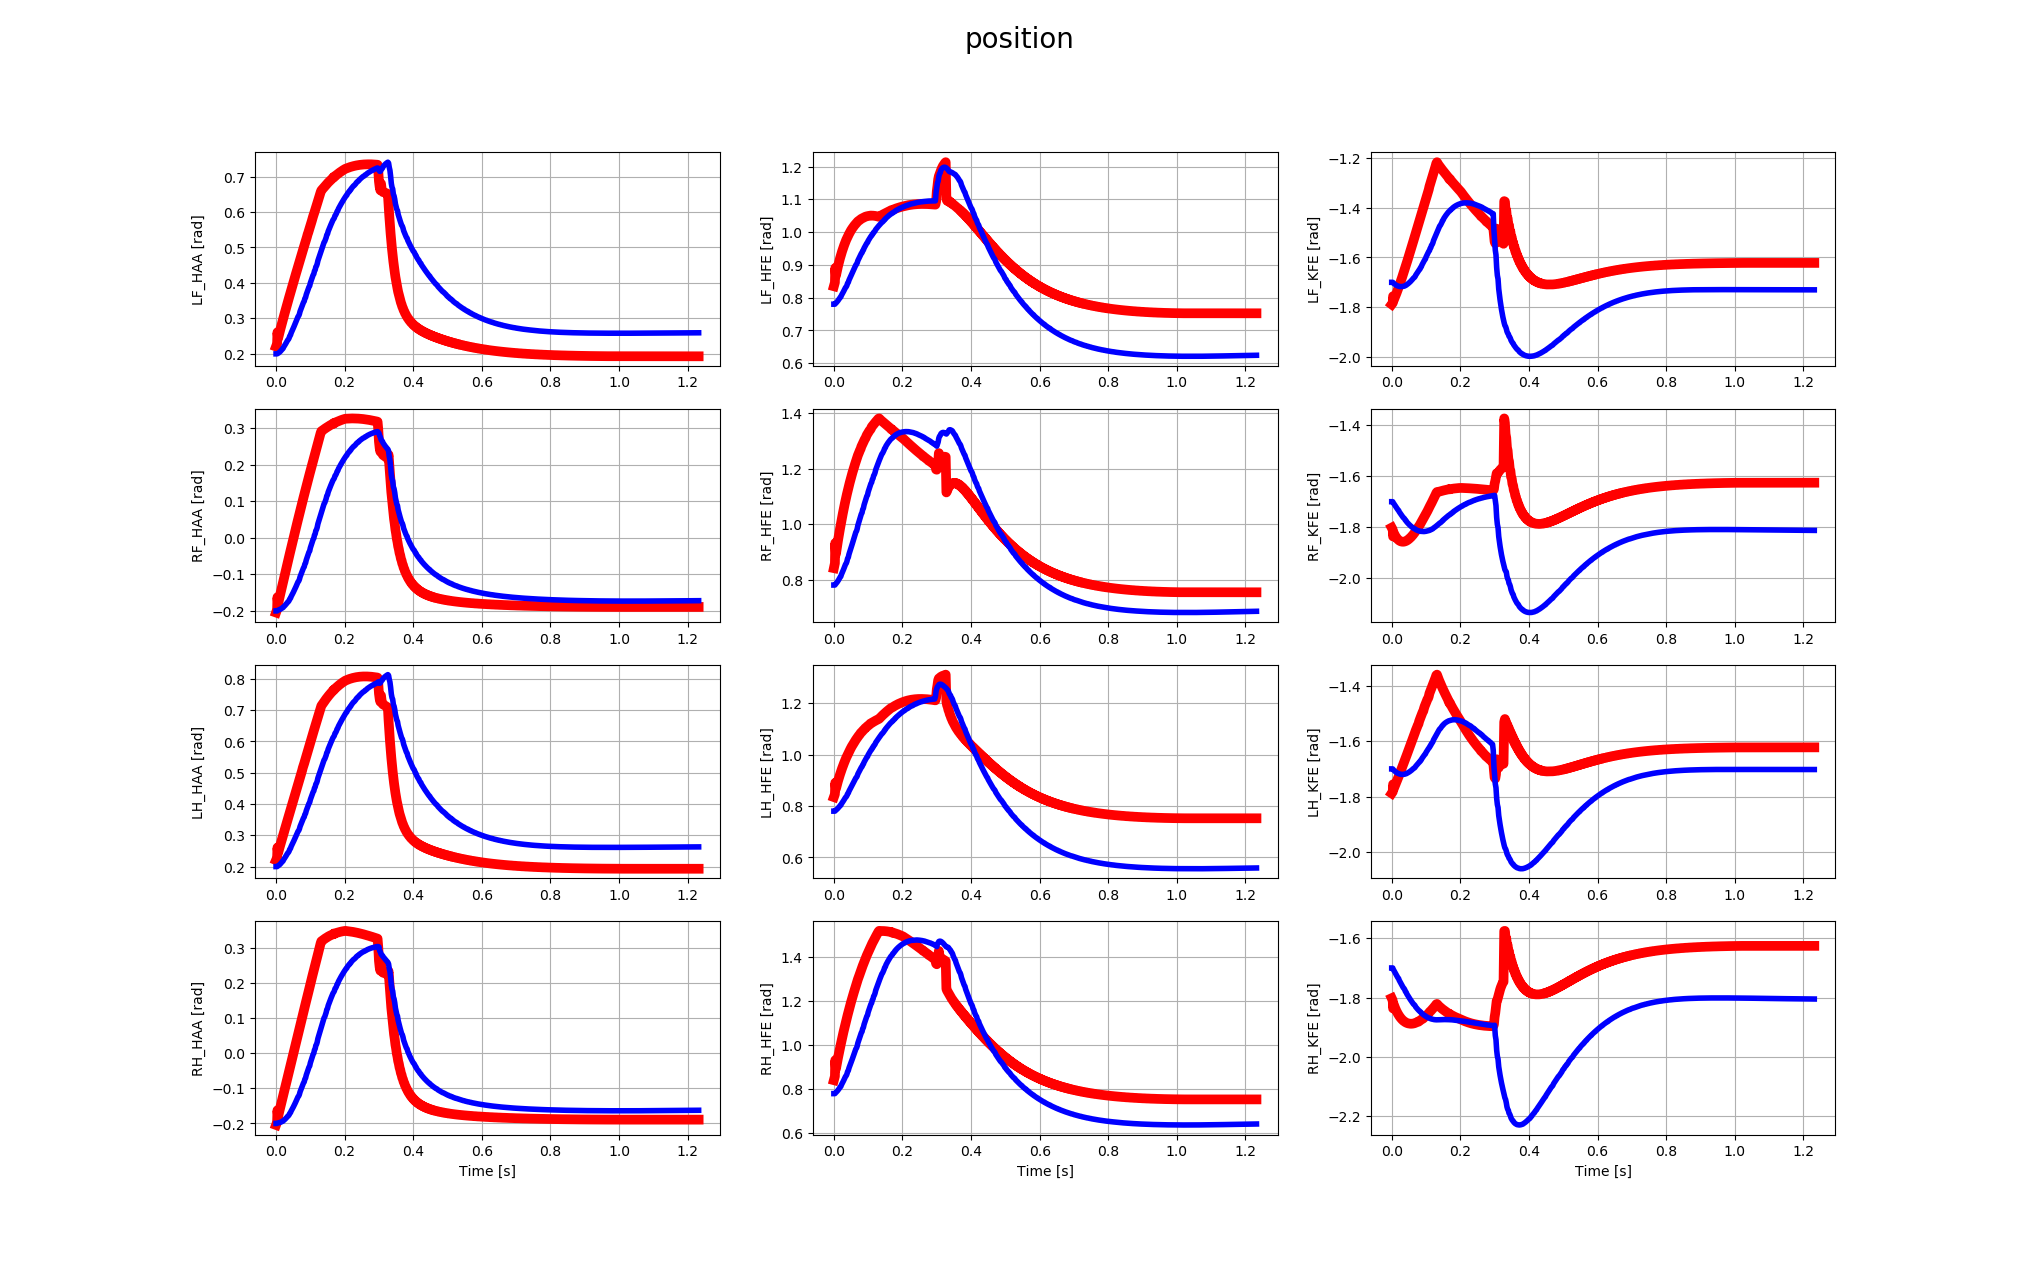 position
LF_HAA [rad]
0.7
0.6
0.5
0.4
0.3
0.2
0.0 0.2 0.4 0.6 0.8 1.0 1.2
LF_HFE [rad]
1.2
1.1
1.0
0.9
0.8
0.7
0.6
0.0 0.2 0.4 0.6 0.8 1.0 1.2
LF_KFE [rad]
−1.2
−1.4
−1.6
−1.8
−2.0
0.0 0.2 0.4 0.6 0.8 1.0 1.2
RF_HAA [rad]
0.3
0.2
0.1
0.0
−0.1
−0.2
0.0 0.2 0.4 0.6 0.8 1.0 1.2
RF_HFE [rad]
1.4
1.2
1.0
0.8
0.0 0.2 0.4 0.6 0.8 1.0 1.2
RF_KFE [rad]
−1.4
−1.6
−1.8
−2.0
0.0 0.2 0.4 0.6 0.8 1.0 1.2
LH_HAA [rad]
0.8
0.7
0.6
0.5
0.4
0.3
0.2
0.0 0.2 0.4 0.6 0.8 1.0 1.2
LH_HFE [rad]
1.2
1.0
0.8
0.6
0.0 0.2 0.4 0.6 0.8 1.0 1.2
LH_KFE [rad]
−1.4
−1.6
−1.8
−2.0
0.0 0.2 0.4 0.6 0.8 1.0 1.2
RH_HAA [rad]
0.3
0.2
0.1
0.0
−0.1
−0.2
0.0 0.2 0.4 0.6 0.8 1.0 1.2
Time [s]
RH_HFE [rad]
1.4
1.2
1.0
0.8
0.6
0.0 0.2 0.4 0.6 0.8 1.0 1.2
Time [s]
RH_KFE [rad]
−1.6
−1.8
−2.0
−2.2
0.0 0.2 0.4 0.6 0.8 1.0 1.2
Time [s]